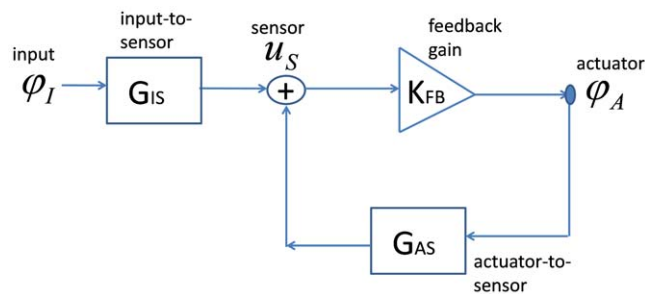 input
φI
input-to-
sensor
GIS
sensor
uS
+
feedback
gain
KFB
actuator
φA
GAS
actuator-to-
sensor